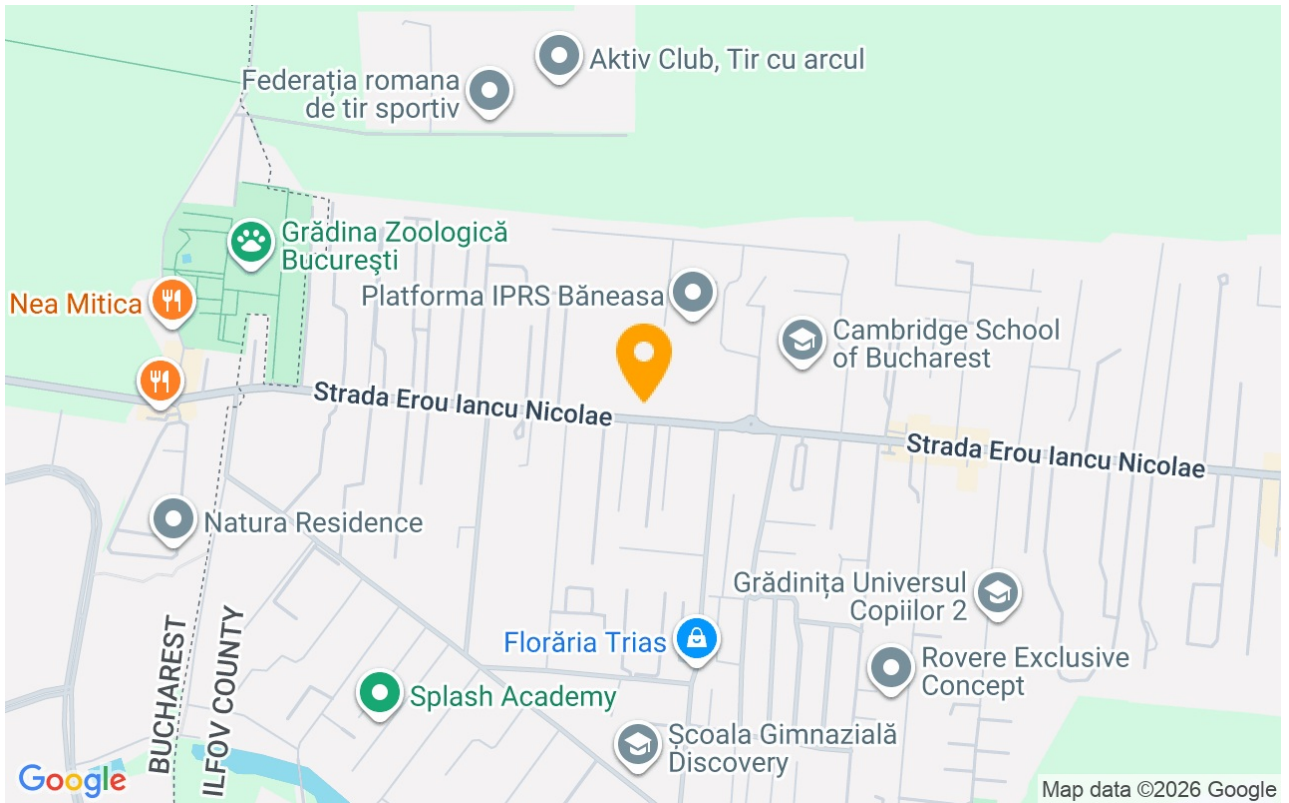 Aktiv Club, Tir cu arcul
Federația romana
de tir sportiv
Grădina Zoologică
București
Nea Mitica
Platforma IPRS Băneasa
Cambridge School
of Bucharest
Strada Erou Iancu Nicolae
Strada Erou Iancu Nicolae
Natura Residence
Grădinița Universul
Copiilor 2
Florăria Trias
Rovere Exclusive
Concept
Splash Academy
BUCHAREST
ILFOV COUNTY
Școala Gimnazială
Discovery
Google
Map data ©2026 Google